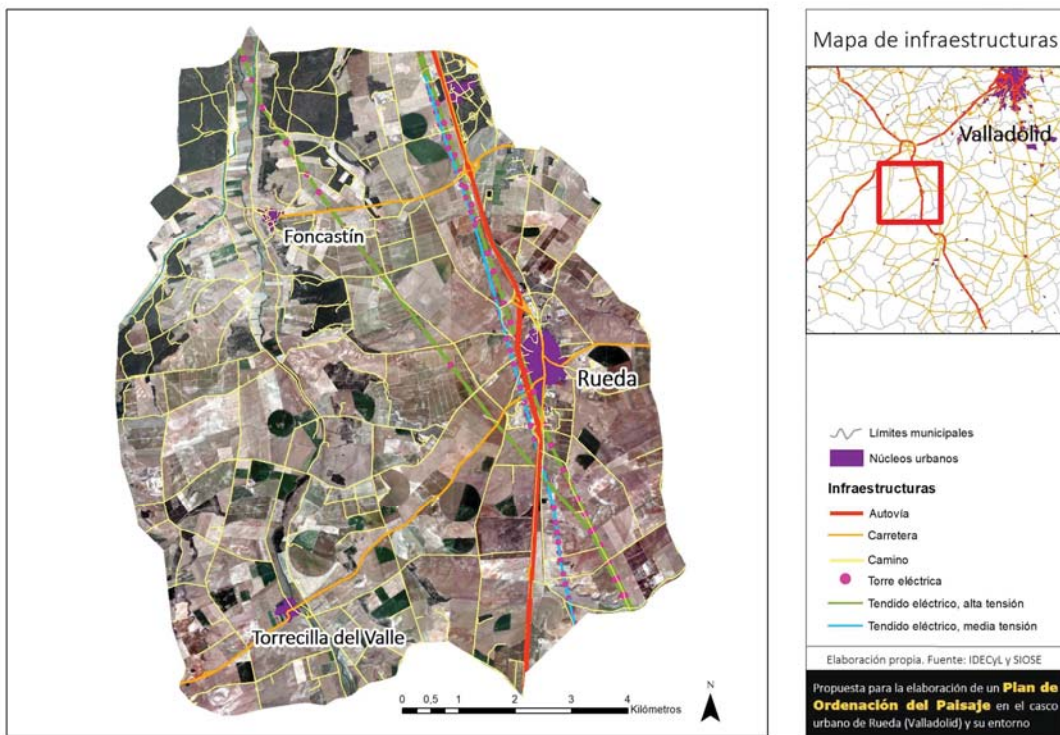 Mapa de infraestructuras
Valladolid
Foncastín
Rueda
Torrecilla del Valle
0 0,5 1 2 3 4
Kilómetros
N
Límites municipales
Núcleos urbanos
Infraestructuras
Autovía
Carretera
Camino
Torre eléctrica
Tendido eléctrico, alta tensión
Tendido eléctrico, media tensión
Elaboración propia. Fuente: IDECyL y SIOSE
Propuesta para la elaboración de un Plan de
Ordenación del Paisaje en el casco
urbano de Rueda (Valladolid) y su entorno